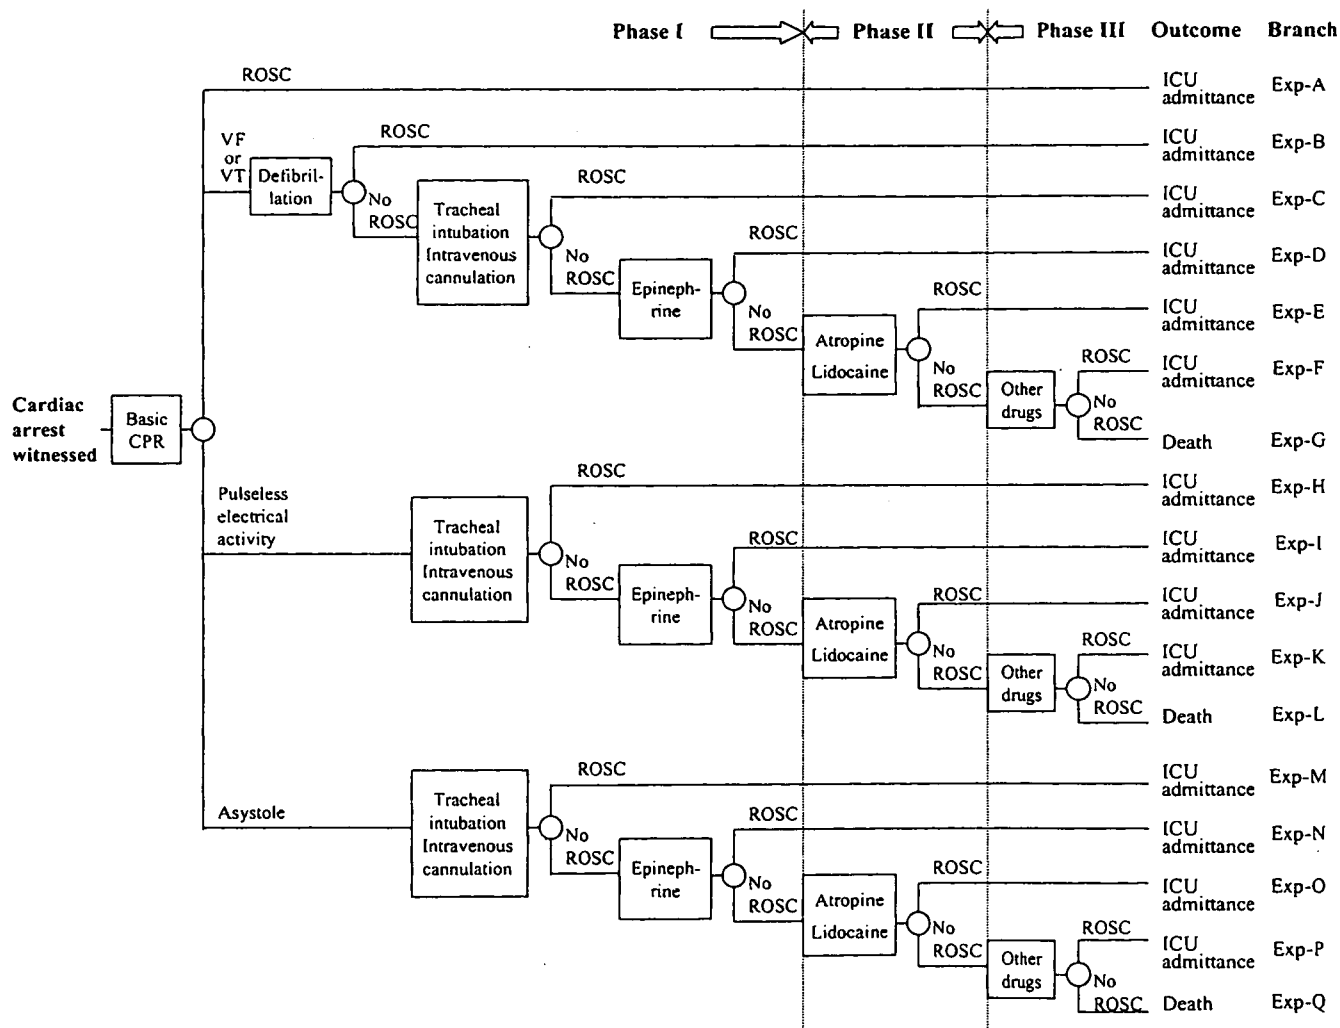 Phase I Phase II Phase III Outcome Branch
ROSC
ICU
admittance
Exp-A
VF
or
VT
Defibril-
lation
ROSC
No
ROSC
ICU
admittance
Exp-B
Tracheal
intubation
Intravenous
cannulation
ROSC
No
ROSC
ICU
admittance
Exp-C
Epineph-
rine
ROSC
No
ROSC
ICU
admittance
Exp-D
Atropine
Lidocaine
ROSC
No
ROSC
ICU
admittance
Exp-E
Other
drugs
ROSC
No
ROSC
ICU
admittance
Exp-F
Death
Exp-G
Cardiac
arrest
witnessed
Basic
CPR
Pulseless
electrical
activity
Tracheal
intubation
Intravenous
cannulation
ROSC
No
ROSC
ICU
admittance
Exp-H
Epineph-
rine
ROSC
No
ROSC
ICU
admittance
Exp-I
Atropine
Lidocaine
ROSC
No
ROSC
ICU
admittance
Exp-J
Other
drugs
ROSC
No
ROSC
ICU
admittance
Exp-K
Death
Exp-L
Asystole
Tracheal
intubation
Intravenous
cannulation
ROSC
No
ROSC
ICU
admittance
Exp-M
Epineph-
rine
ROSC
No
ROSC
ICU
admittance
Exp-N
Atropine
Lidocaine
ROSC
No
ROSC
ICU
admittance
Exp-O
Other
drugs
ROSC
No
ROSC
ICU
admittance
Exp-P
Death
Exp-Q